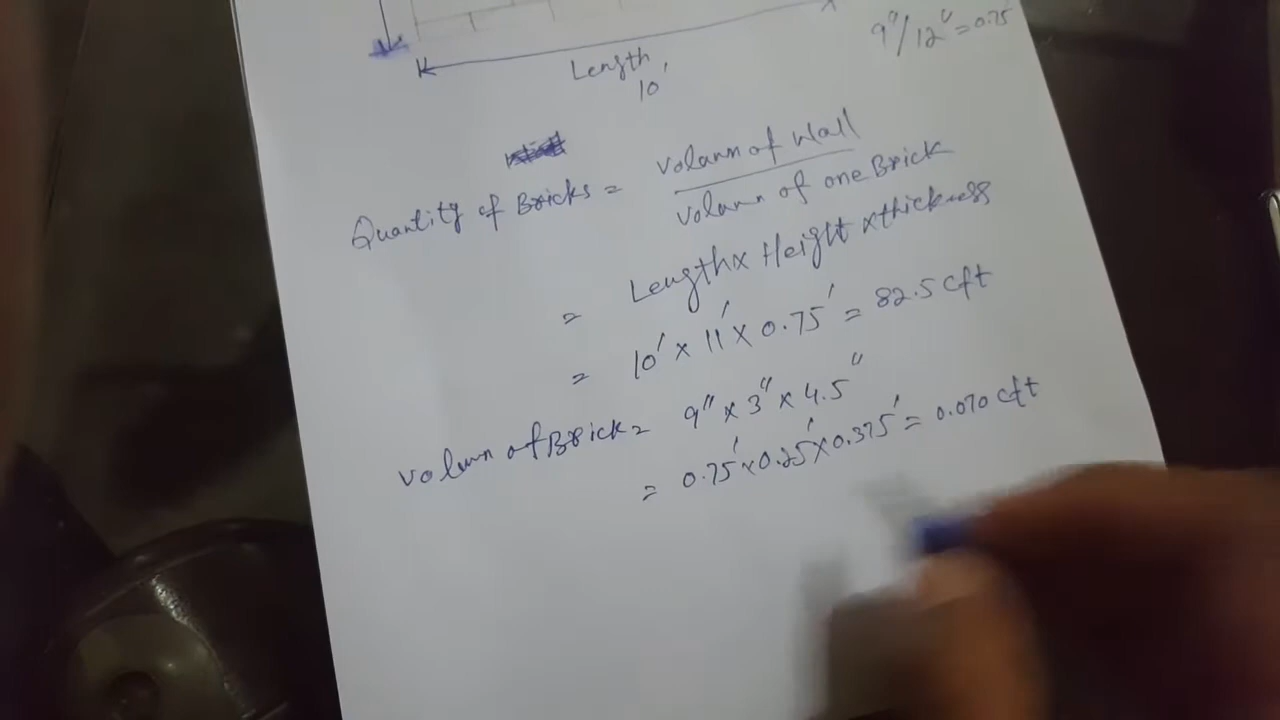 9"/12" = 0.75
Length
10'
Quantity of Bricks = Volumn of Wall
Volumn of one Brick
= Length x Height x thickness
= 10' x 11' x 0.75' = 82.5 cft
Volumn of Brick = 9" x 3" x 4.5"
= 0.75' x 0.25' x 0.375' = 0.070 cft